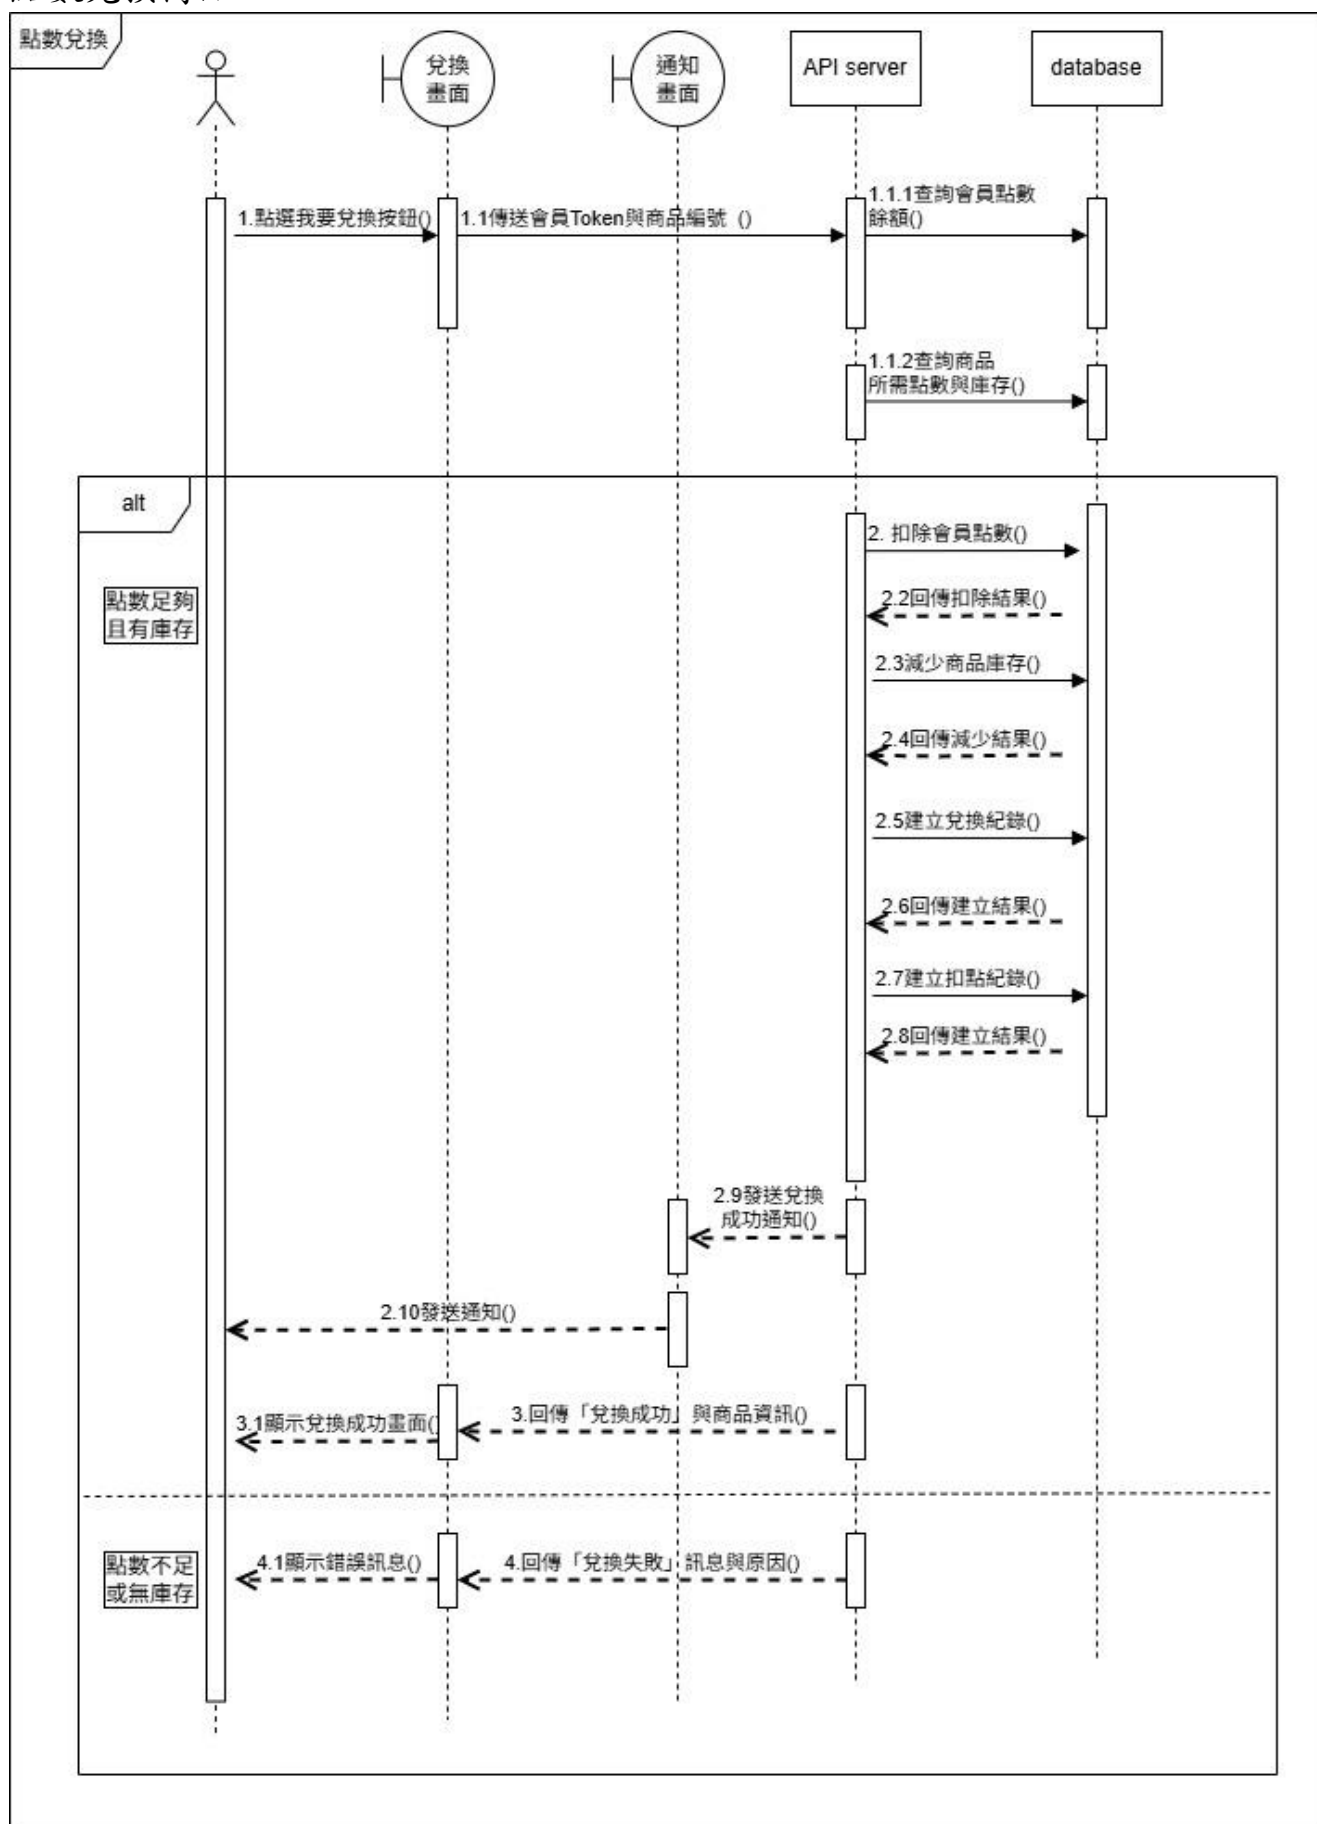 點數兌換
兌換
畫面
通知
畫面
API server
database
1.點選我要兌換按鈕()
1.1傳送會員Token與商品編號 ()
1.1.1查詢會員點數
餘額()
1.1.2查詢商品
所需點數與庫存()
alt
點數足夠
且有庫存
2. 扣除會員點數()
2.2回傳扣除結果()
2.3減少商品庫存()
2.4回傳減少結果()
2.5建立兌換紀錄()
2.6回傳建立結果()
2.7建立扣點紀錄()
2.8回傳建立結果()
2.9發送兌換
成功通知()
2.10發送通知()
3.回傳「兌換成功」與商品資訊()
3.1顯示兌換成功畫面()
點數不足
或無庫存
4.1顯示錯誤訊息()
4.回傳「兌換失敗」訊息與原因()